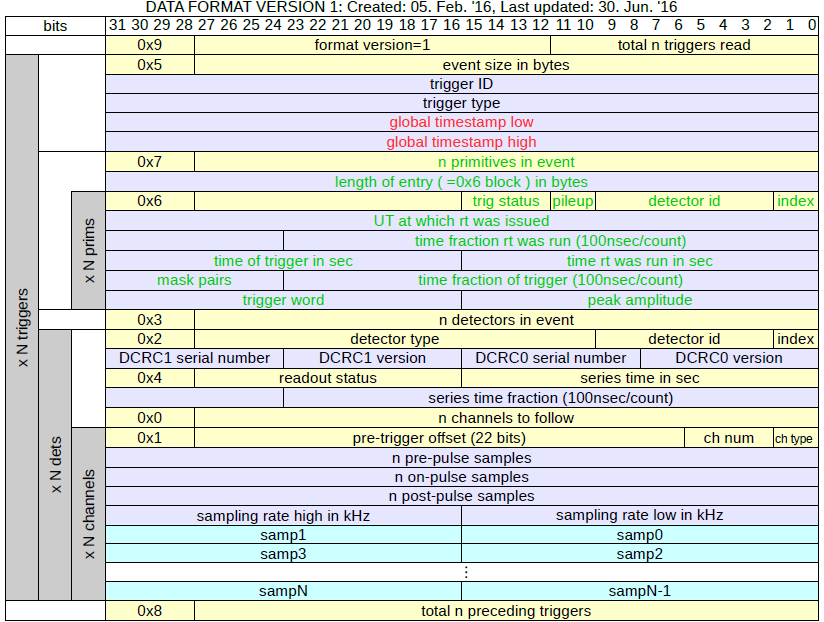 DATA FORMAT VERSION 1: Created: 05. Feb. '16, Last updated: 30. Jun. '16
bits 31 30 29 28 27 26 25 24 23 22 21 20 19 18 17 16 15 14 13 12 11 10 9 8 7 6 5 4 3 2 1 0
0x9 format version=1 total n triggers read
x N triggers
0x5 event size in bytes
trigger ID
trigger type
global timestamp low
global timestamp high
0x7 n primitives in event
length of entry ( =0x6 block ) in bytes
x N prims
0x6 trig status pileup detector id index
UT at which rt was issued
time fraction rt was run (100nsec/count)
time of trigger in sec time rt was run in sec
mask pairs time fraction of trigger (100nsec/count)
trigger word peak amplitude
0x3 n detectors in event
x N dets
0x2 detector type detector id index
DCRC1 serial number DCRC1 version DCRC0 serial number DCRC0 version
0x4 readout status series time in sec
series time fraction (100nsec/count)
0x0 n channels to follow
x N channels
0x1 pre-trigger offset (22 bits) ch num ch type
n pre-pulse samples
n on-pulse samples
n post-pulse samples
sampling rate high in kHz sampling rate low in kHz
samp1 samp0
samp3 samp2
⋮
sampN sampN-1
0x8 total n preceding triggers